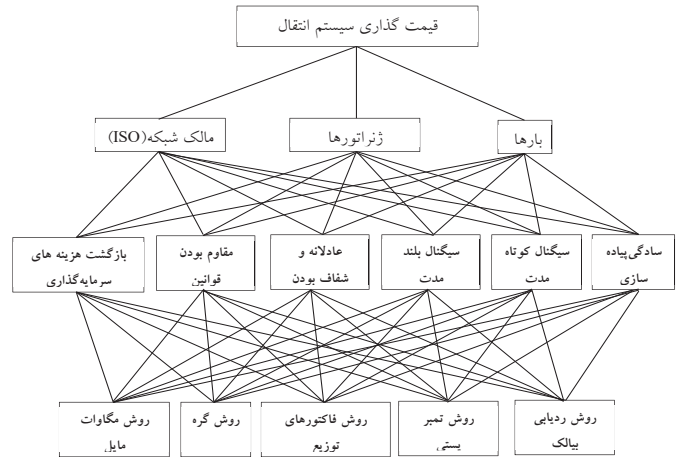 قیمت گذاری سیستم انتقال
بارها
ژنراتورها
مالک شبکه(ISO)
سادگی‌پیاده
سازی
سیگنال کوتاه
مدت
سیگنال بلند
مدت
عادلانه و
شفاف بودن
مقاوم بودن
قوانین
بازگشت هزینه های
سرمایه‌گذاری
روش ردیابی
بیالک
روش تمبر
پستی
روش فاکتورهای
توزیع
روش گره
روش مگاوات
مایل